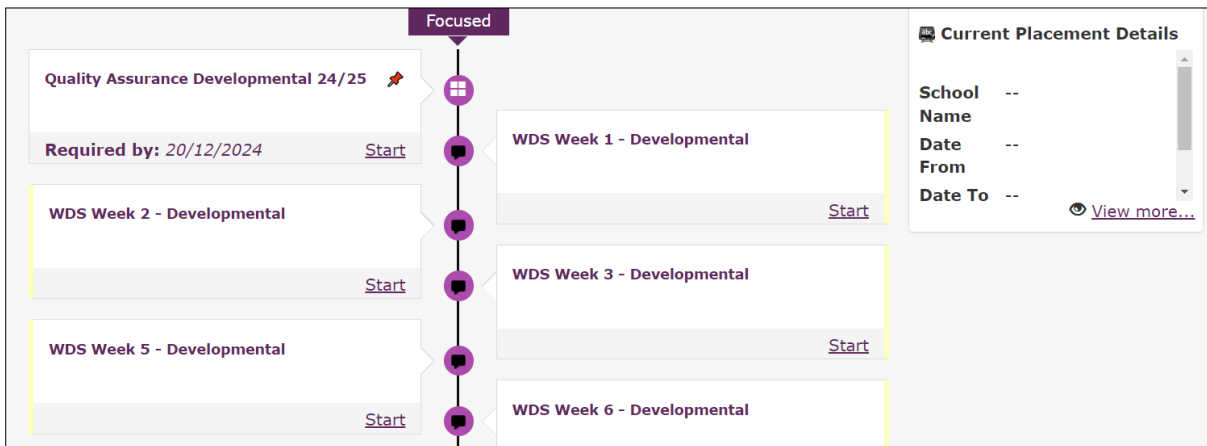 Focused
Quality Assurance Developmental 24/25
Required by: 20/12/2024 Start
WDS Week 1 - Developmental
Start
WDS Week 2 - Developmental
Start
WDS Week 3 - Developmental
Start
WDS Week 5 - Developmental
Start
WDS Week 6 - Developmental
Current Placement Details
School Name --
Date From --
Date To --
View more...